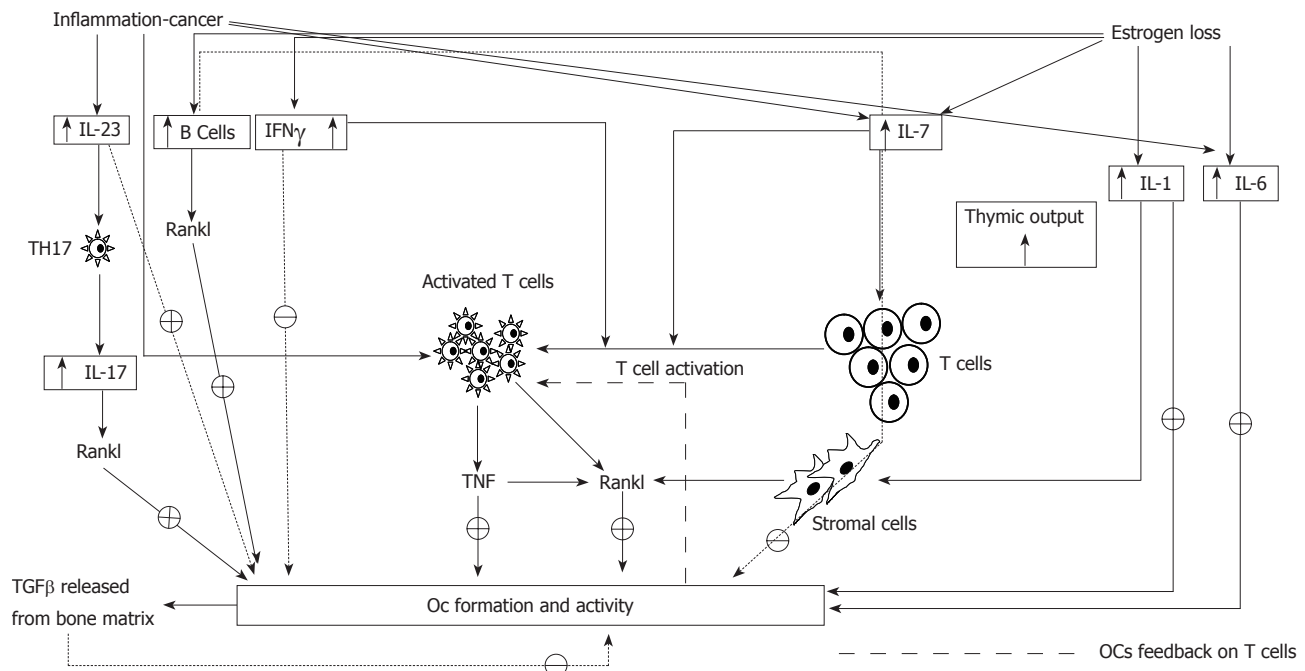 Inflammation-cancer
Estrogen loss
IL-23
B Cells
IFNγ
IL-7
IL-1
IL-6
Rankl
Thymic output
TH17
Activated T cells
T cell activation
T cells
IL-17
Rankl
TNF
Rankl
Stromal cells
TGFβ released
from bone matrix
Oc formation and activity
OCs feedback on T cells